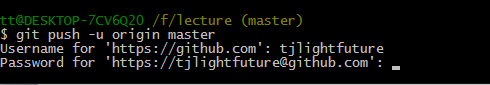 tt@DESKTOP-7CV6Q2O /f/lecture (master)
$ git push -u origin master
Username for 'https://github.com': tjlightfuture
Password for 'https://tjlightfuture@github.com':